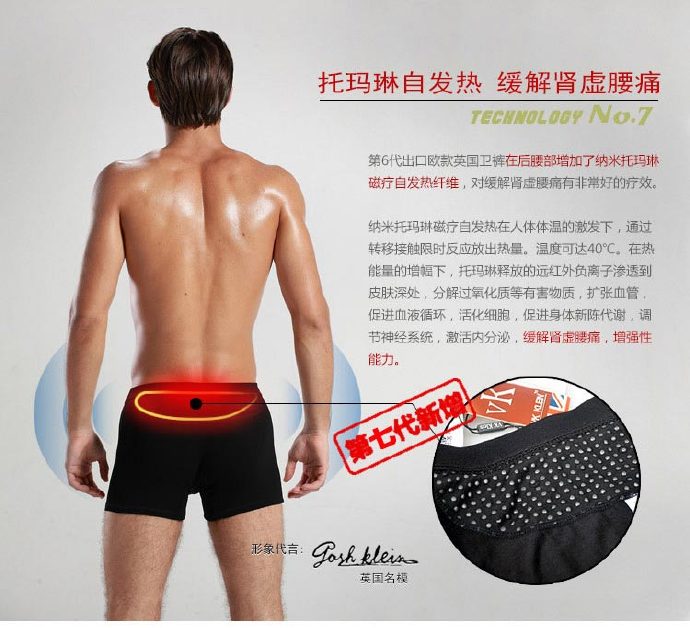 托玛琳自发热 缓解肾虚腰痛
TECHNOLOGY No.7
第6代出口欧款英国卫裤在后腰部增加了纳米托玛琳
磁疗自发热纤维，对缓解肾虚腰痛有非常好的疗效。
纳米托玛琳磁疗自发热在人体体温的激发下，通过
转移接触限时反应放出热量。温度可达40℃。在热
能量的增幅下，托玛琳释放的远红外负离子渗透到
皮肤深处，分解过氧化质等有害物质，扩张血管，
促进血液循环，活化细胞，促进身体新陈代谢，调
节神经系统，激活内分泌，缓解肾虚腰痛，增强性
能力。
第七代新增
VK
形象代言：
gosh klein
英国名模